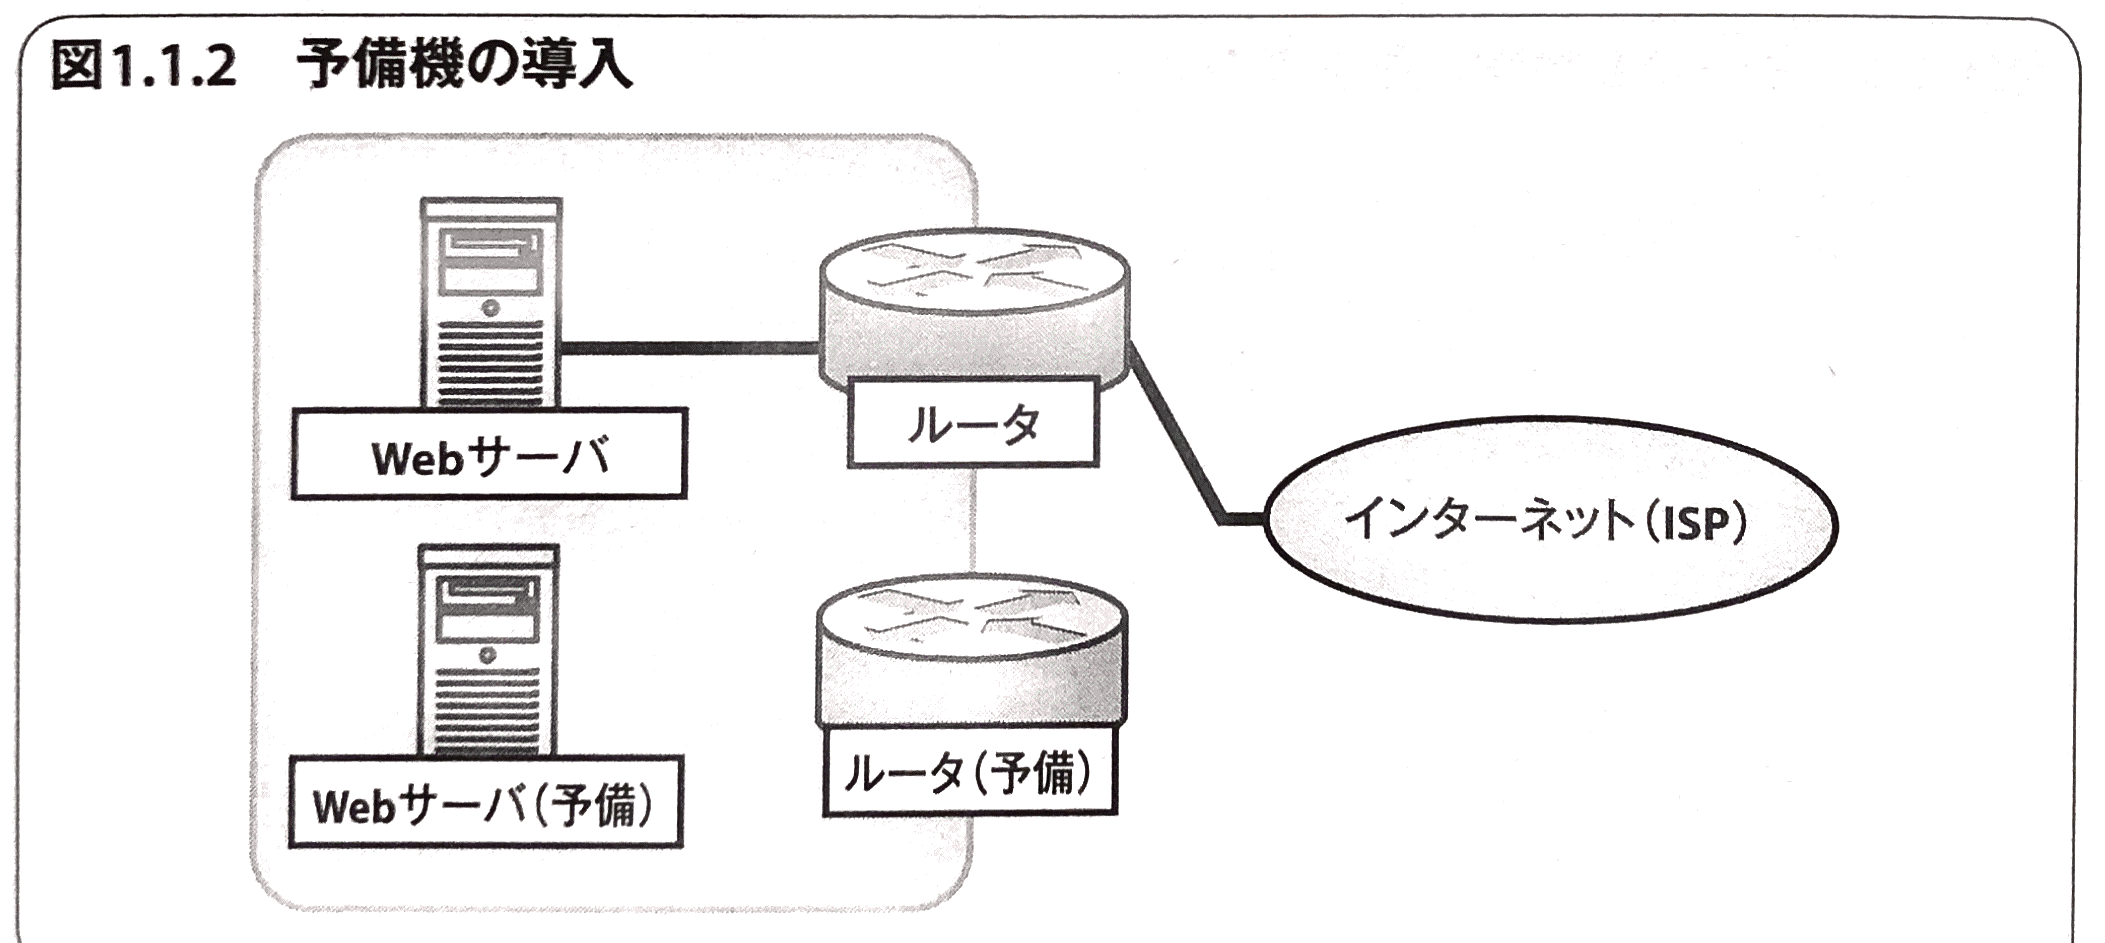 図1.1.2 予備機の導入
Webサーバ
ルータ
インターネット(ISP)
Webサーバ(予備)
ルータ(予備)